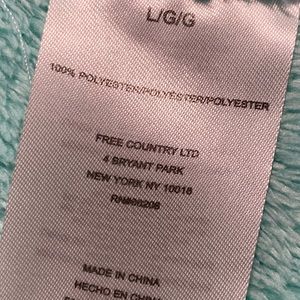 L/G/G
100% POLYESTER/POLYÉSTER/POLYESTER
FREE COUNTRY LTD
4 BRYANT PARK
NEW YORK NY 10018
MADE IN CHINA
HECHO EN CHINA